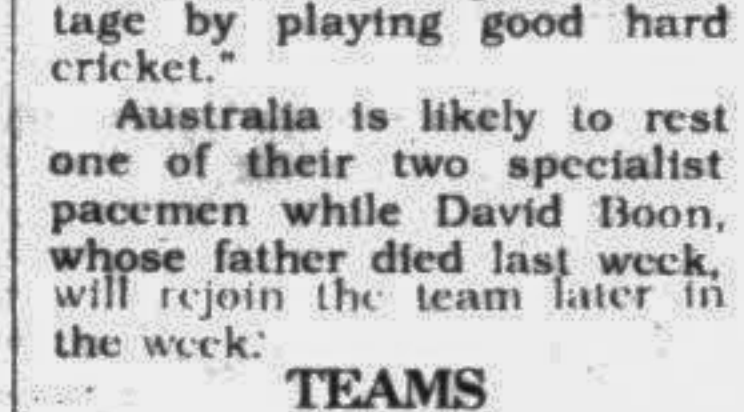 tage by playing good hard
cricket."
Australia is likely to rest
one of their two specialist
pacemen while David Boon,
whose father died last week,
will rejoin the team later in
the week.
TEAMS